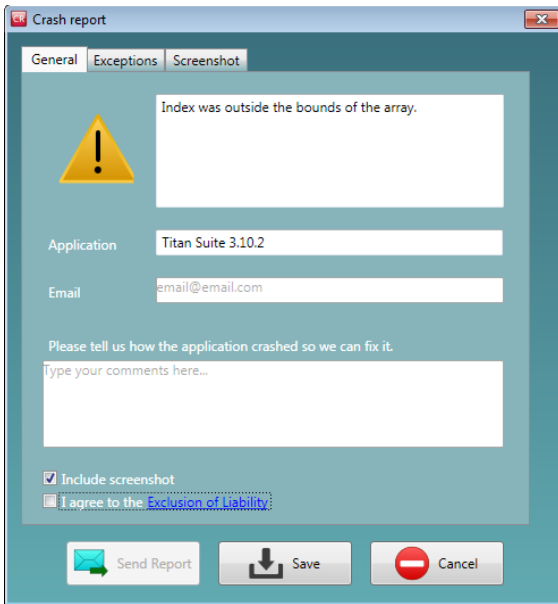 CR Crash report
General Exceptions Screenshot
Index was outside the bounds of the array.
Application Titan Suite 3.10.2
Email email@email.com
Please tell us how the application crashed so we can fix it.
Type your comments here...
Include screenshot
I agree to the Exclusion of Liability
Send Report Save Cancel